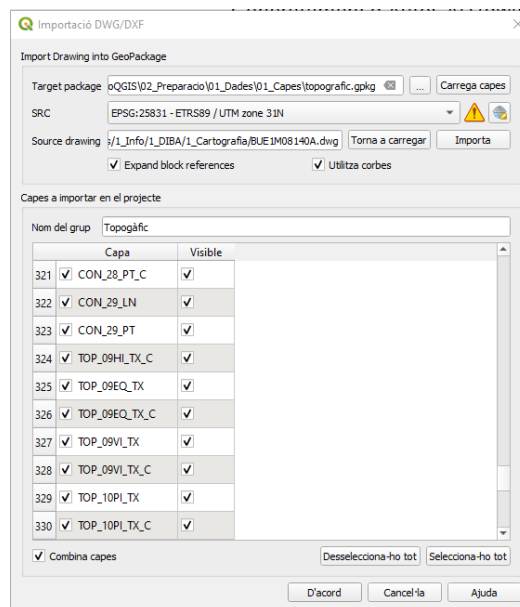 Importació DWG/DXF
Import Drawing into GeoPackage
Target package oQGIS\02_Preparacio\01_Dades\01_Capes\topografic.gpkg ... Carrega capes
SRC EPSG:25831 - ETRS89 / UTM zone 31N
Source drawing s/1_Info/1_DIBA/1_Cartografia/BUE1M08140A.dwg Torna a carregar Importa
Expand block references Utilitza corbes
Capes a importar en el projecte
Nom del grup Topogàfic
Capa Visible
321 CON_28_PT_C
322 CON_29_LN
323 CON_29_PT
324 TOP_09HI_TX_C
325 TOP_09EQ_TX
326 TOP_09EQ_TX_C
327 TOP_09VI_TX
328 TOP_09VI_TX_C
329 TOP_10PI_TX
330 TOP_10PI_TX_C
Combina capes Desselecciona-ho tot Selecciona-ho tot
D'acord Cancel·la Ajuda